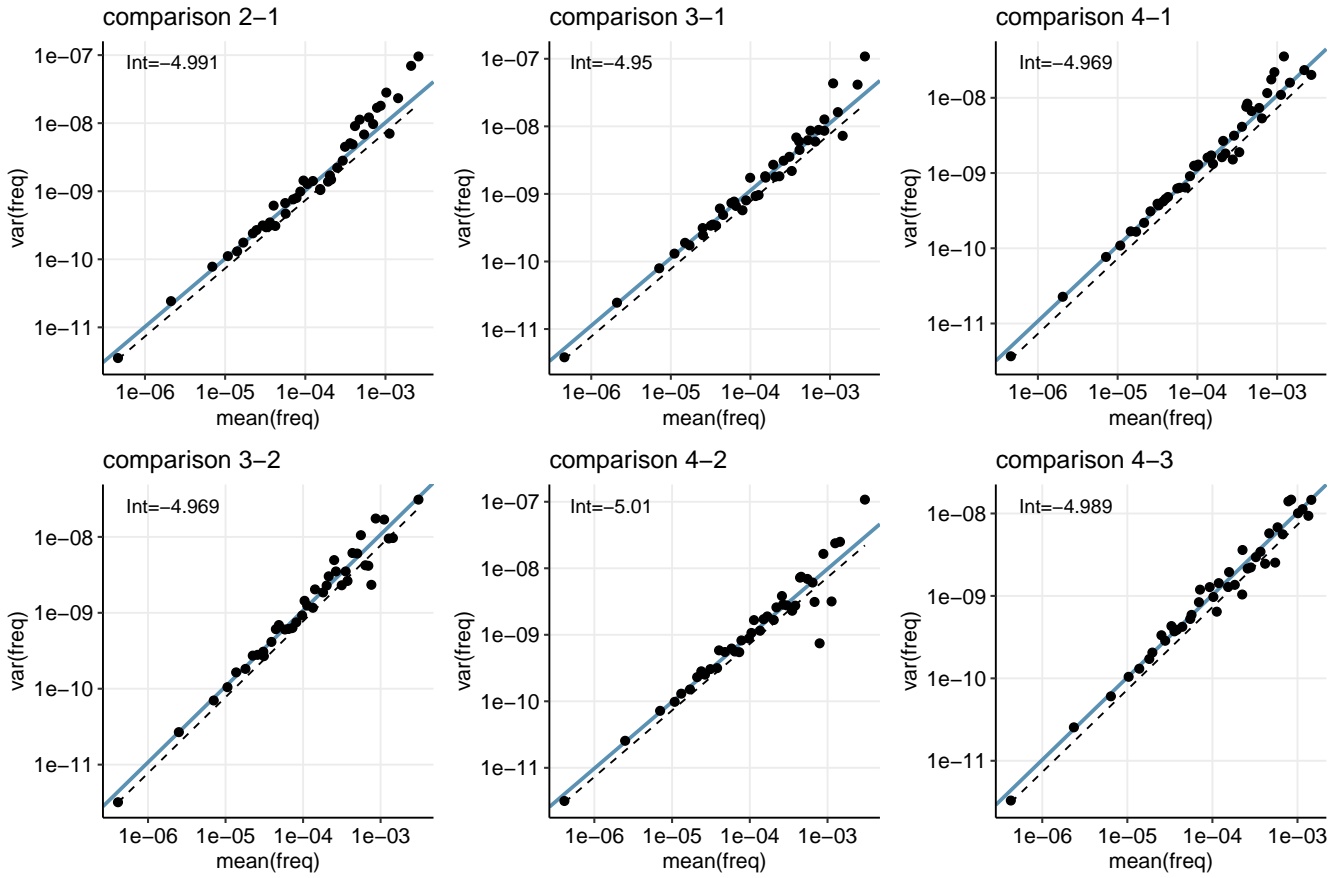 comparison 2−1
Int=−4.991
1e−07
1e−08
1e−09
1e−10
1e−11
var(freq)
1e−06 1e−05 1e−04 1e−03
mean(freq)
comparison 3−1
Int=−4.95
1e−07
1e−08
1e−09
1e−10
1e−11
var(freq)
1e−06 1e−05 1e−04 1e−03
mean(freq)
comparison 4−1
Int=−4.969
1e−08
1e−09
1e−10
1e−11
var(freq)
1e−06 1e−05 1e−04 1e−03
mean(freq)
comparison 3−2
Int=−4.969
1e−08
1e−09
1e−10
1e−11
var(freq)
1e−06 1e−05 1e−04 1e−03
mean(freq)
comparison 4−2
Int=−5.01
1e−07
1e−08
1e−09
1e−10
1e−11
var(freq)
1e−06 1e−05 1e−04 1e−03
mean(freq)
comparison 4−3
Int=−4.989
1e−08
1e−09
1e−10
1e−11
var(freq)
1e−06 1e−05 1e−04 1e−03
mean(freq)